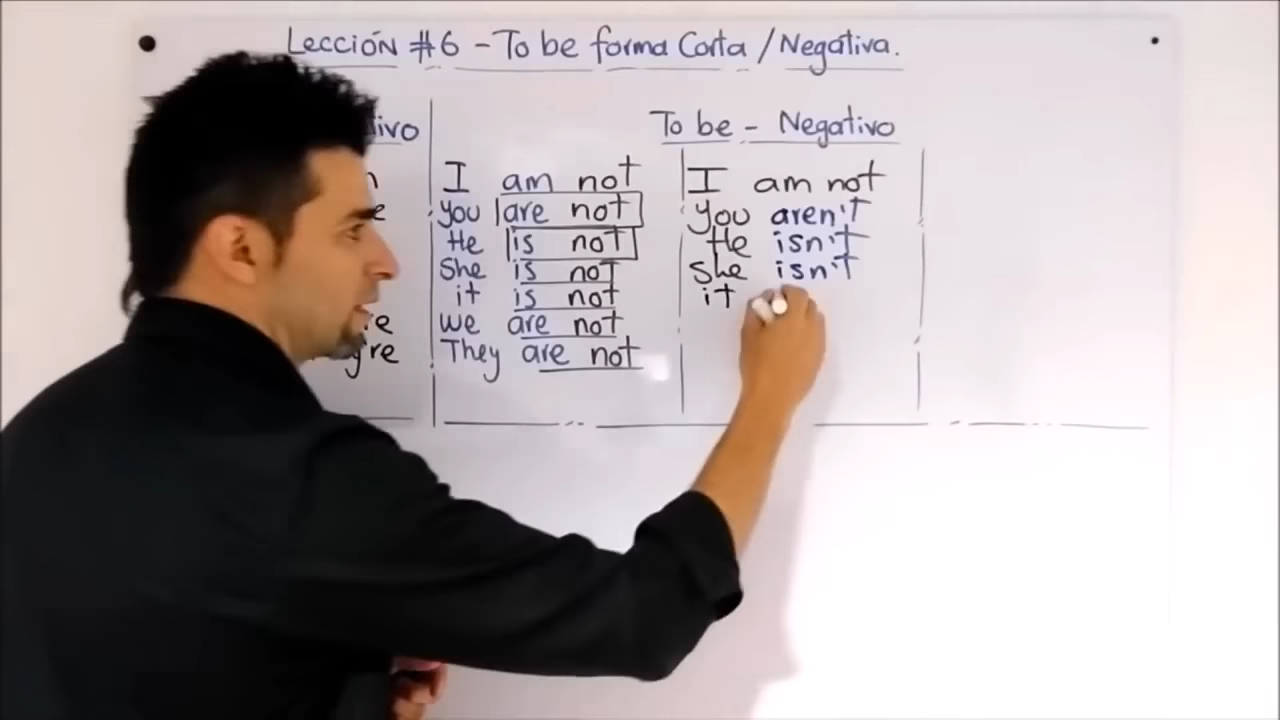 Lección #6 - To be forma Corta / Negativa.
To be - Negativo
I am not
you are not
He is not
She is not
it is not
we are not
They are not
I am not
you aren't
He isn't
She isn't
it